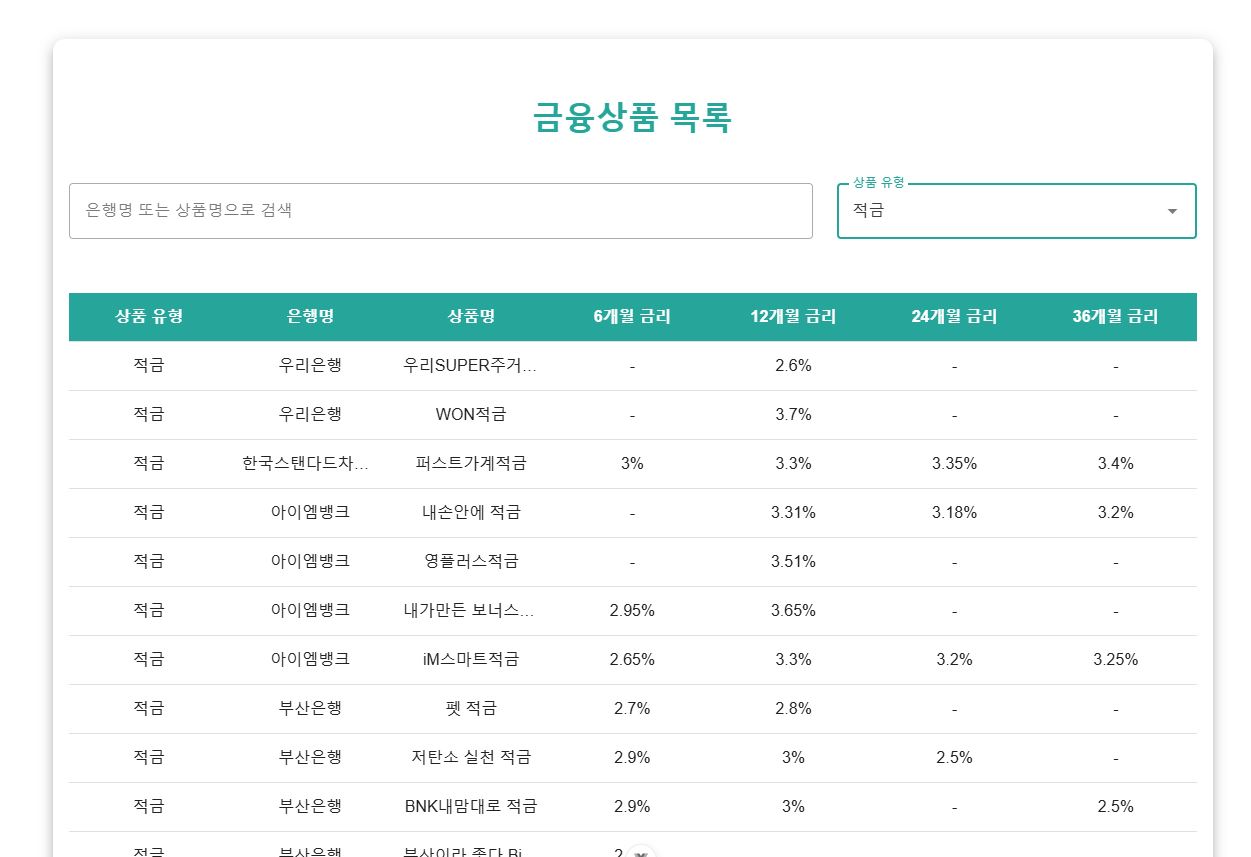 금융상품 목록
은행명 또는 상품명으로 검색
상품 유형
적금
상품 유형 은행명 상품명 6개월 금리 12개월 금리 24개월 금리 36개월 금리
적금 우리은행 우리SUPER주거... - 2.6% - -
적금 우리은행 WON적금 - 3.7% - -
적금 한국스탠다드차... 퍼스트가계적금 3% 3.3% 3.35% 3.4%
적금 아이엠뱅크 내손안에 적금 - 3.31% 3.18% 3.2%
적금 아이엠뱅크 영플러스적금 - 3.51% - -
적금 아이엠뱅크 내가만든 보너스... 2.95% 3.65% - -
적금 아이엠뱅크 iM스마트적금 2.65% 3.3% 3.2% 3.25%
적금 부산은행 펫 적금 2.7% 2.8% - -
적금 부산은행 저탄소 실천 적금 2.9% 3% 2.5% -
적금 부산은행 BNK내맘대로 적금 2.9% 3% - 2.5%
적금 부산은행 부산이라 좋다